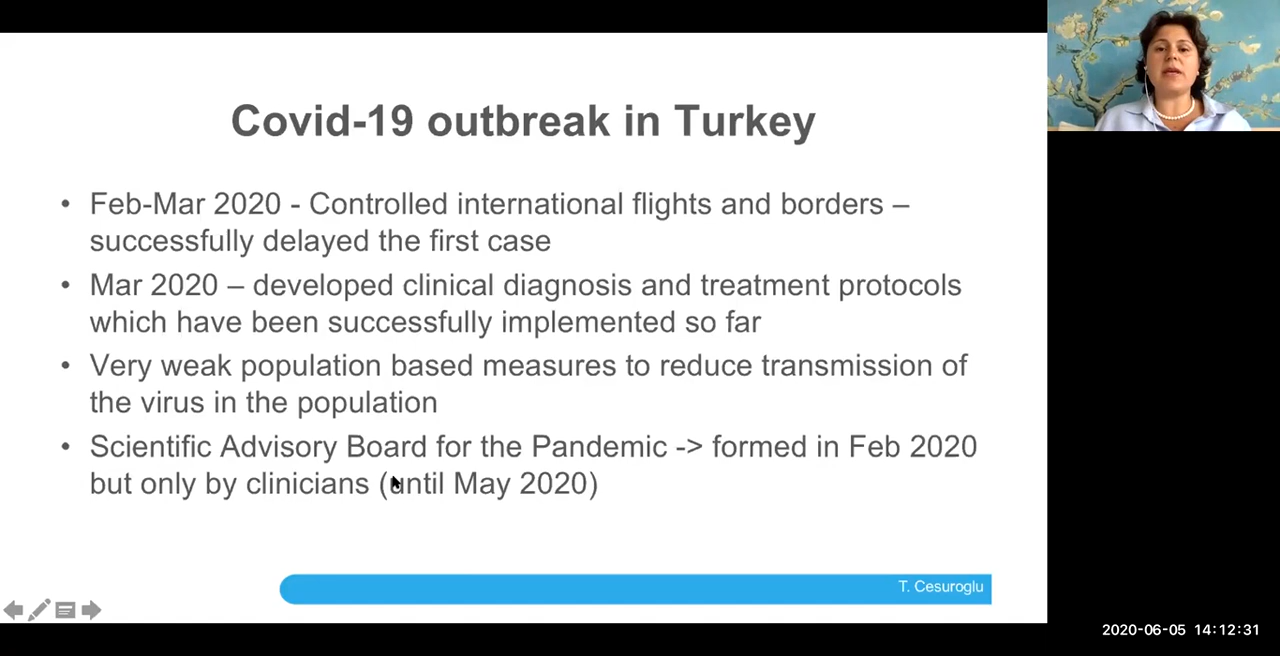 Covid-19 outbreak in Turkey
• Feb-Mar 2020 - Controlled international flights and borders –
successfully delayed the first case
• Mar 2020 – developed clinical diagnosis and treatment protocols
which have been successfully implemented so far
• Very weak population based measures to reduce transmission of
the virus in the population
• Scientific Advisory Board for the Pandemic -> formed in Feb 2020
but only by clinicians (until May 2020)
T. Cesuroglu
2020-06-05 14:12:31